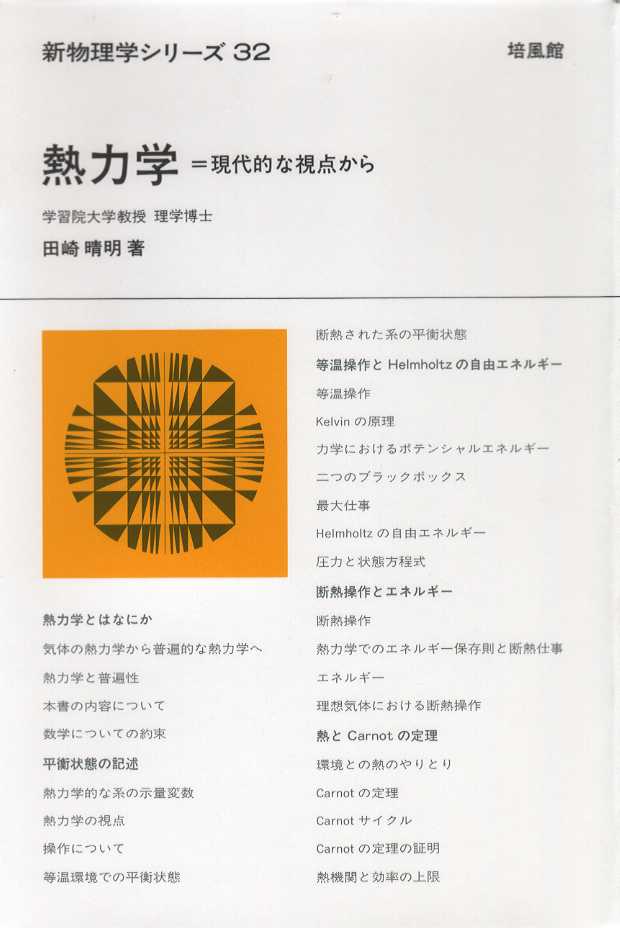 新物理学シリーズ 32
培風館
熱力学 =現代的な視点から
学習院大学教授 理学博士
田崎 晴明 著
熱力学とはなにか
気体の熱力学から普遍的な熱力学へ
熱力学と普遍性
本書の内容について
数学についての約束
平衡状態の記述
熱力学的な系の示量変数
熱力学の視点
操作について
等温環境での平衡状態
断熱された系の平衡状態
等温操作と Helmholtz の自由エネルギー
等温操作
Kelvin の原理
力学におけるポテンシャルエネルギー
二つのブラックボックス
最大仕事
Helmholtz の自由エネルギー
圧力と状態方程式
断熱操作とエネルギー
断熱操作
熱力学でのエネルギー保存則と断熱仕事
エネルギー
理想気体における断熱操作
熱と Carnot の定理
環境との熱のやりとり
Carnot の定理
Carnot サイクル
Carnot の定理の証明
熱機関と効率の上限